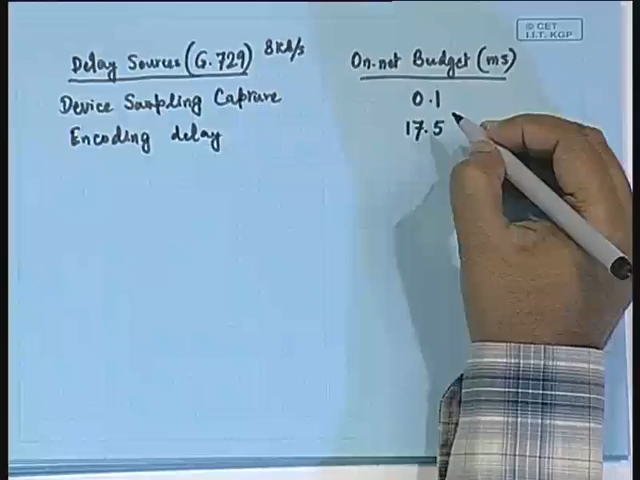 © CET
I.I.T. KGP
Delay Sources (G.729) 8Kb/s On-net Budget (ms)
Device Sampling Capture 0.1
Encoding delay 17.5